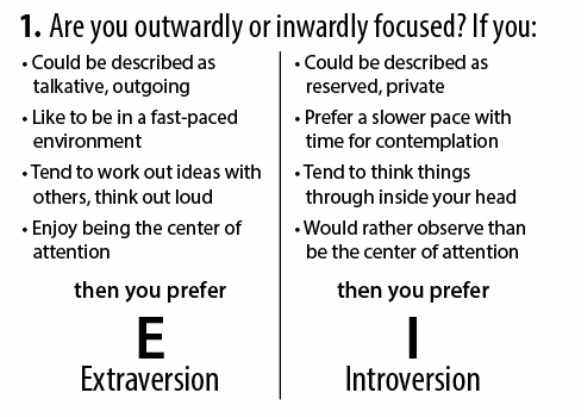 1. Are you outwardly or inwardly focused? If you:
• Could be described as
talkative, outgoing
• Like to be in a fast-paced
environment
• Tend to work out ideas with
others, think out loud
• Enjoy being the center of
attention
then you prefer
E
Extraversion
• Could be described as
reserved, private
• Prefer a slower pace with
time for contemplation
• Tend to think things
through inside your head
• Would rather observe than
be the center of attention
then you prefer
I
Introversion